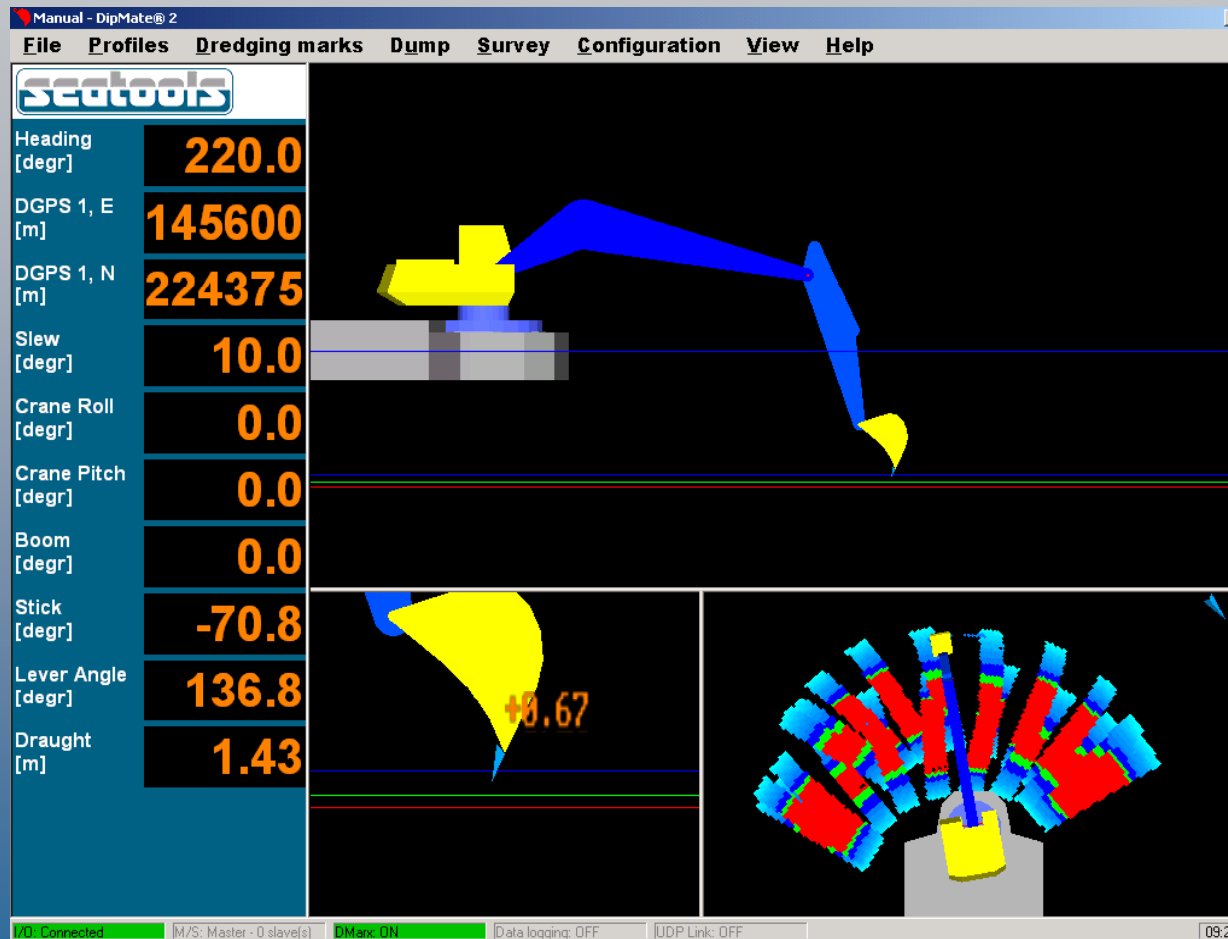 Manual - DipMate® 2
File Profiles Dredging marks Dump Survey Configuration View Help
seatools
Heading
[degr]
220.0
DGPS 1, E
[m]
145600
DGPS 1, N
[m]
224375
Slew
[degr]
10.0
Crane Roll
[degr]
0.0
Crane Pitch
[degr]
0.0
Boom
[degr]
0.0
Stick
[degr]
-70.8
Lever Angle
[degr]
136.8
Draught
[m]
1.43
+0.67
I/O: Connected M/S: Master - 0 slave(s) DMarx: ON Data logging: OFF UDP Link: OFF